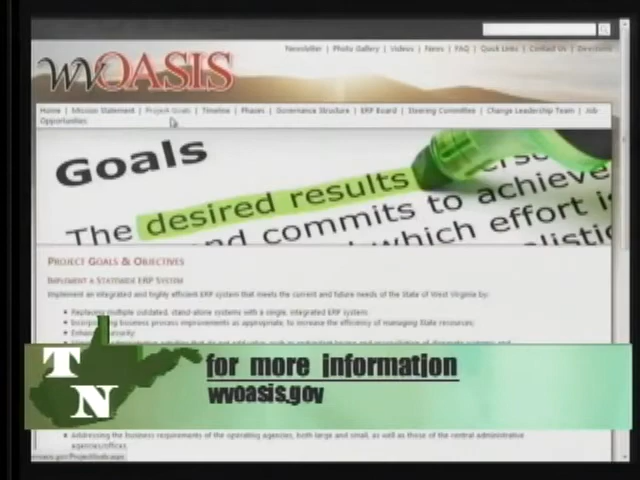 Newsletter | Photo Gallery | Videos | News | FAQ | Quick Links | Contact Us | Directions
wvOASIS
Home | Mission Statement | Project Goals | Timeline | Phases | Governance Structure | ERP Board | Steering Committee | Change Leadership Team | Job
Opportunities
Goals
The desired results
and commits to achieve
which effort is
Project Goals & Objectives
Implement a Statewide ERP System
Implement an integrated and highly efficient ERP system that meets the current and future needs of the State of West Virginia by:
Replacing multiple outdated, stand-alone systems with a single, integrated ERP system
business process improvements as appropriate, to increase the efficiency of managing State resources;
security;
T N
for more information
wvoasis.gov
Addressing the business requirements of the operating agencies, both large and small, as well as those of the central administrative
agencies/offices.